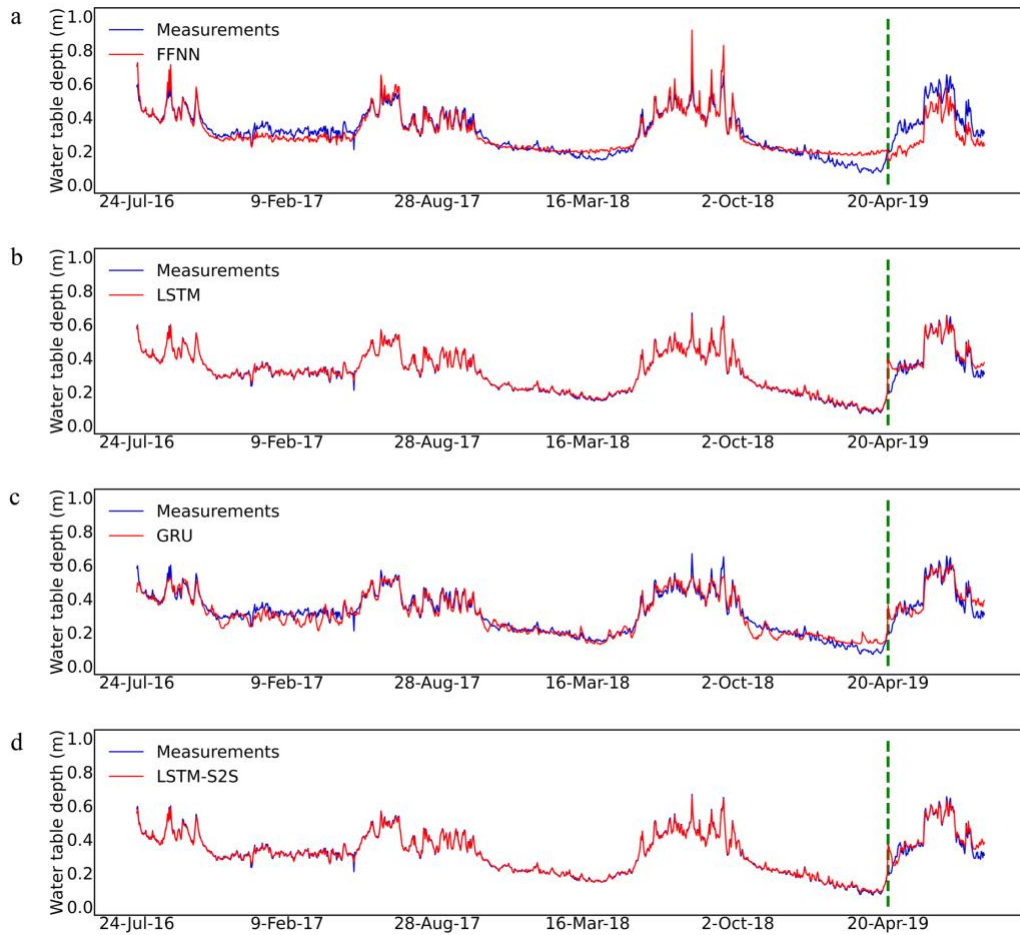 a
Water table depth (m)
1.0
0.8
0.6
0.4
0.2
0.0
Measurements
FFNN
24-Jul-16 9-Feb-17 28-Aug-17 16-Mar-18 2-Oct-18 20-Apr-19
b
Water table depth (m)
1.0
0.8
0.6
0.4
0.2
0.0
Measurements
LSTM
24-Jul-16 9-Feb-17 28-Aug-17 16-Mar-18 2-Oct-18 20-Apr-19
c
Water table depth (m)
1.0
0.8
0.6
0.4
0.2
0.0
Measurements
GRU
24-Jul-16 9-Feb-17 28-Aug-17 16-Mar-18 2-Oct-18 20-Apr-19
d
Water table depth (m)
1.0
0.8
0.6
0.4
0.2
0.0
Measurements
LSTM-S2S
24-Jul-16 9-Feb-17 28-Aug-17 16-Mar-18 2-Oct-18 20-Apr-19